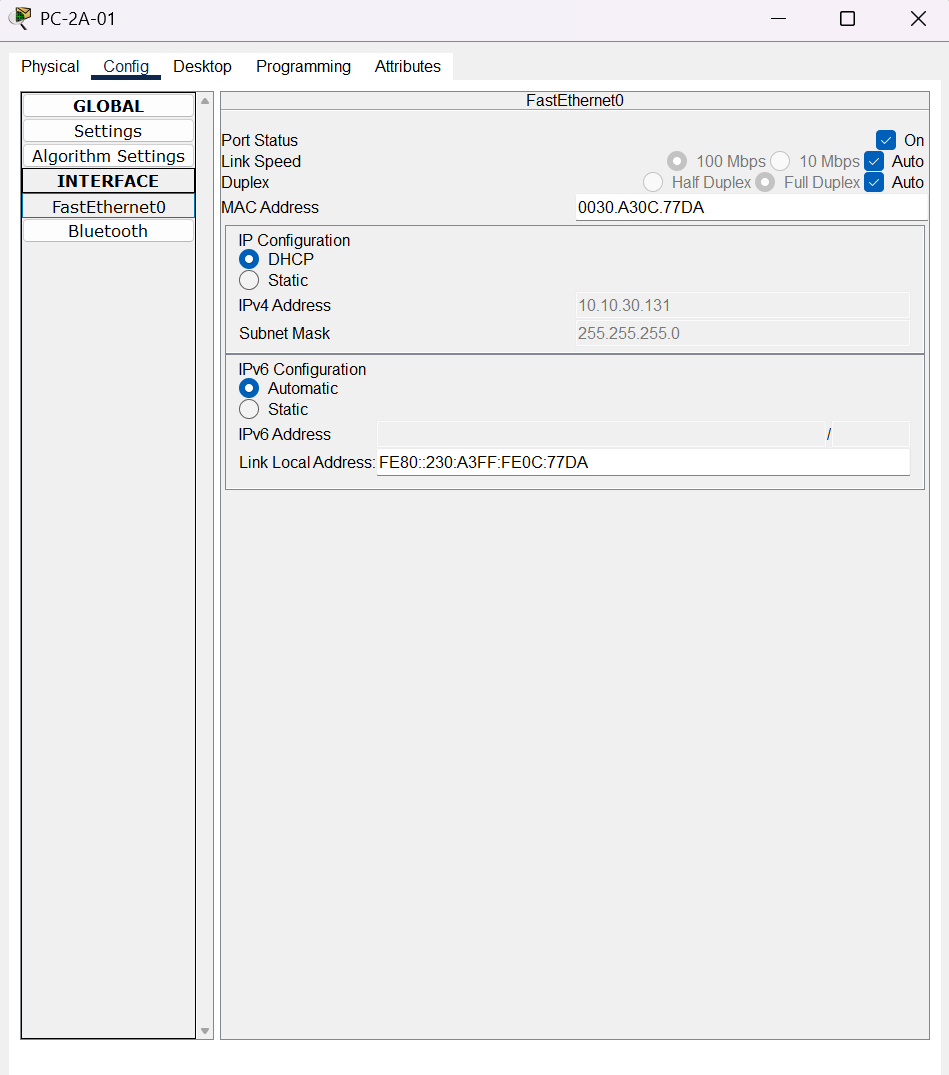 PC-2A-01
Physical Config Desktop Programming Attributes
GLOBAL
Settings
Algorithm Settings
INTERFACE
FastEthernet0
Bluetooth
FastEthernet0
Port Status On
Link Speed 100 Mbps 10 Mbps Auto
Duplex Half Duplex Full Duplex Auto
MAC Address 0030.A30C.77DA
IP Configuration
DHCP
Static
IPv4 Address 10.10.30.131
Subnet Mask 255.255.255.0
IPv6 Configuration
Automatic
Static
IPv6 Address /
Link Local Address: FE80::230:A3FF:FE0C:77DA